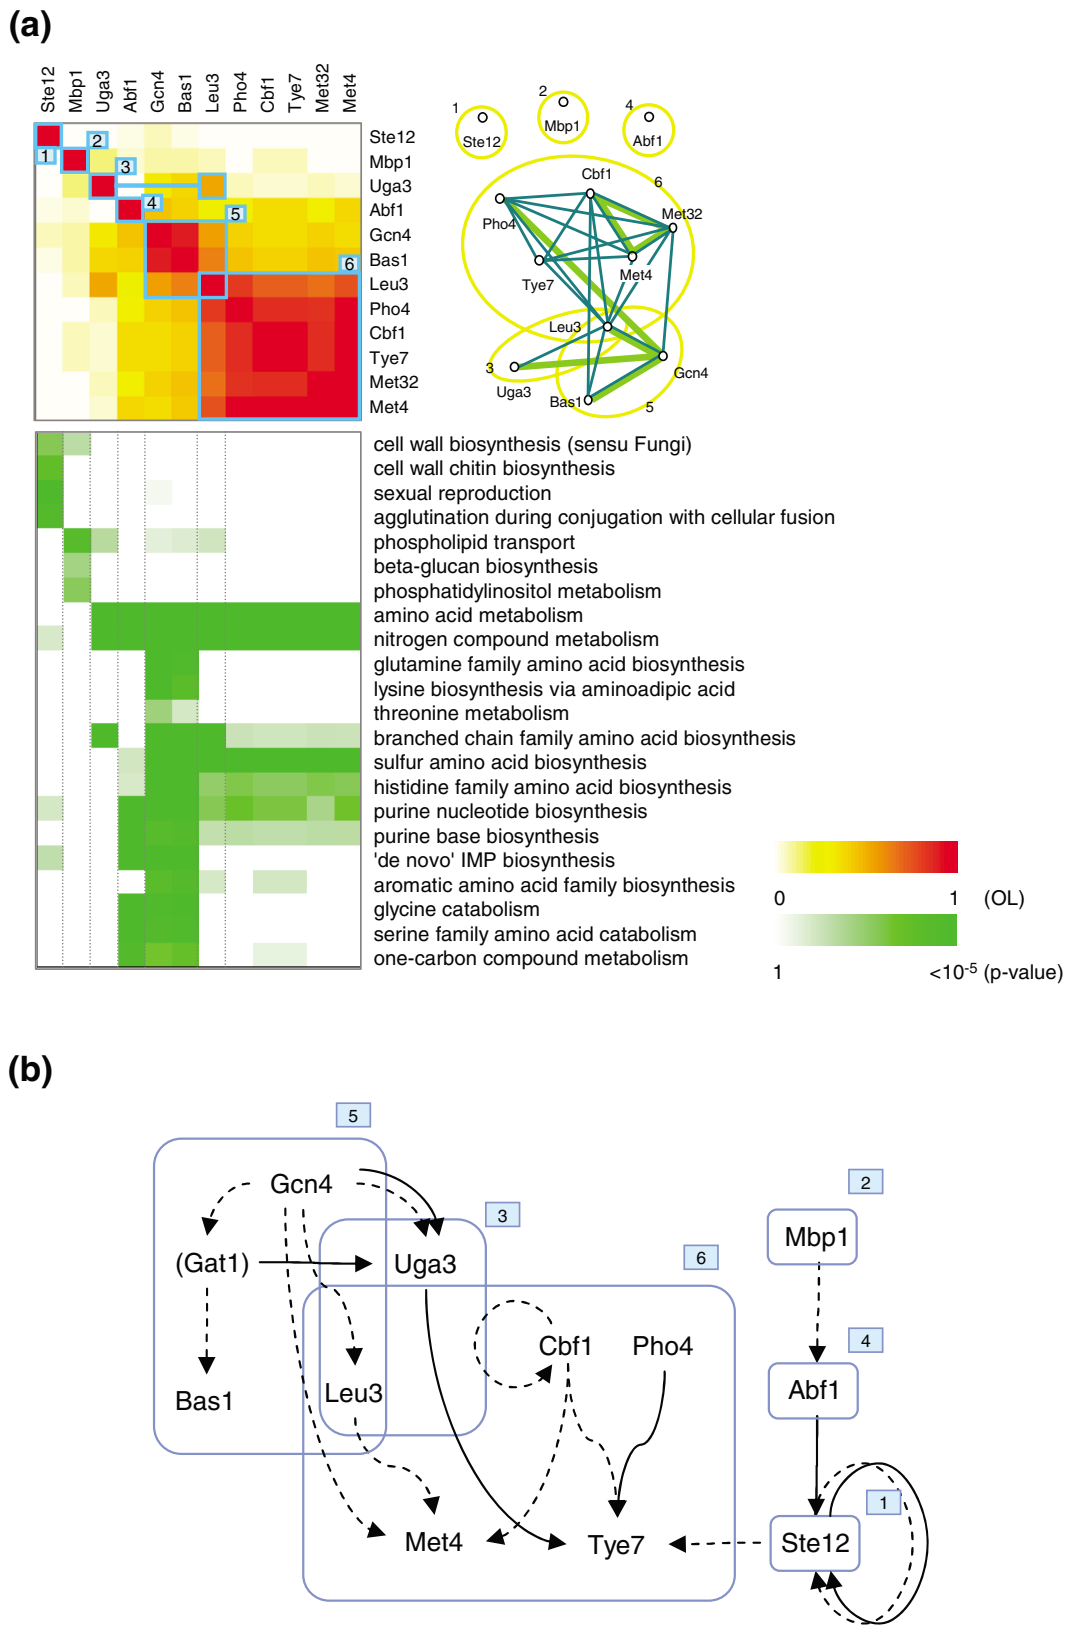 (a)
Ste12 Mbp1 Uga3 Abf1 Gcn4 Bas1 Leu3 Pho4 Cbf1 Tye7 Met32 Met4
Ste12
Mbp1
Uga3
Abf1
Gcn4
Bas1
Leu3
Pho4
Cbf1
Tye7
Met32
Met4
1
2
3
4
5
6
1
Ste12
2
Mbp1
4
Abf1
Cbf1
6
Pho4
Met32
Tye7
Met4
Leu3
3
Uga3
Gcn4
Bas1
5
cell wall biosynthesis (sensu Fungi)
cell wall chitin biosynthesis
sexual reproduction
agglutination during conjugation with cellular fusion
phospholipid transport
beta-glucan biosynthesis
phosphatidylinositol metabolism
amino acid metabolism
nitrogen compound metabolism
glutamine family amino acid biosynthesis
lysine biosynthesis via aminoadipic acid
threonine metabolism
branched chain family amino acid biosynthesis
sulfur amino acid biosynthesis
histidine family amino acid biosynthesis
purine nucleotide biosynthesis
purine base biosynthesis
'de novo' IMP biosynthesis
aromatic amino acid family biosynthesis
glycine catabolism
serine family amino acid catabolism
one-carbon compound metabolism
0 1 (OL)
1 <10-5 (p-value)
(b)
5
Gcn4
2
Mbp1
3
(Gat1)
Uga3
6
Cbf1
Pho4
4
Abf1
Bas1
Leu3
1
Met4
Tye7
Ste12